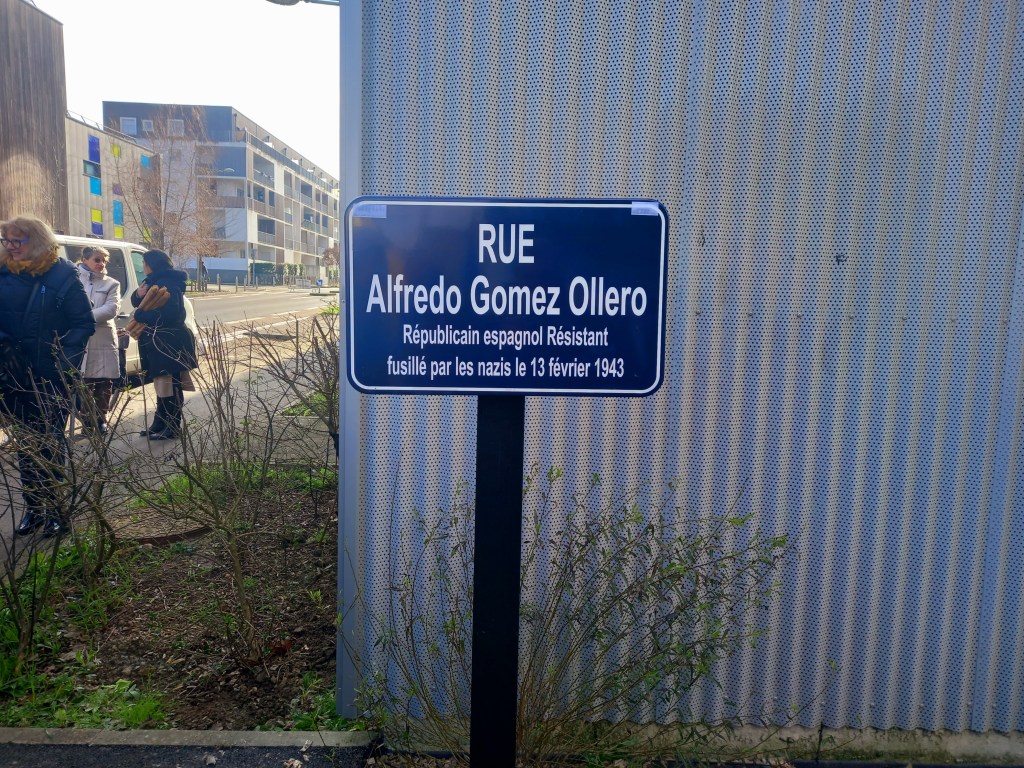 RUE
Alfredo Gomez Ollero
Républicain espagnol Résistant
fusillé par les nazis le 13 février 1943